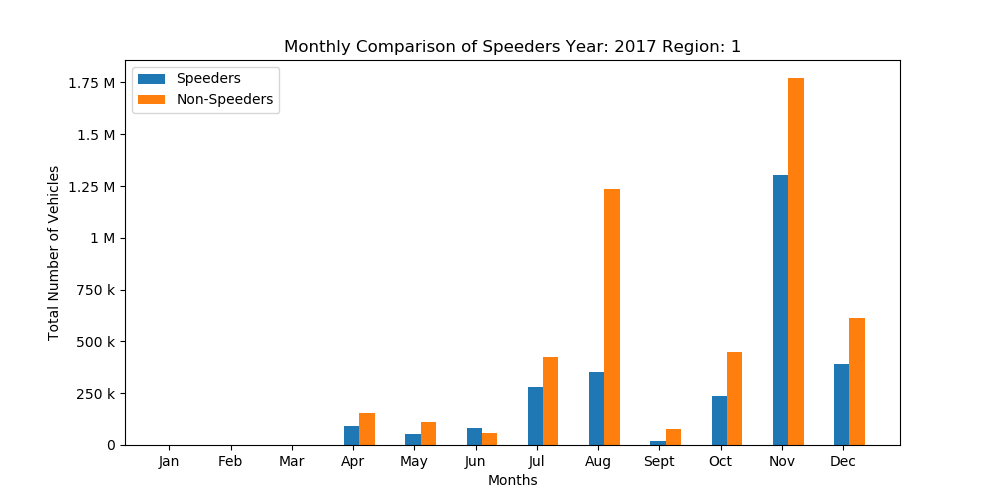 Monthly Comparison of Speeders Year: 2017 Region: 1
Speeders
Non-Speeders
Total Number of Vehicles
1.75 M
1.5 M
1.25 M
1 M
750 k
500 k
250 k
0
Jan Feb Mar Apr May Jun Jul Aug Sept Oct Nov Dec
Months